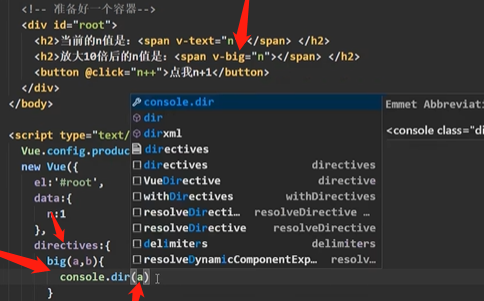 <!-- 准备好一个容器-->
<div id="root">
<h2>当前的n值是: <span v-text="n"></span> </h2>
<h2>放大10倍后的n值是: <span v-big="n"></span> </h2>
<button @click="n++">点我n+1</button>
</div>
</body>
<script type="text/
Vue.config.produc
new Vue({
el:'#root',
data:{
n:1
},
directives:{
big(a,b){
console.dir(a)
}
console.dir
dir
dirxml
directives
directives directives
VueDirective directive
withDirectives withDirectives
resolveDirecti... resolveDirective ...
resolveDirective resolveDirective
delimiters delimiters
resolveDynamicComponentExp... resolv...
Emmet Abbreviati
<console class="di